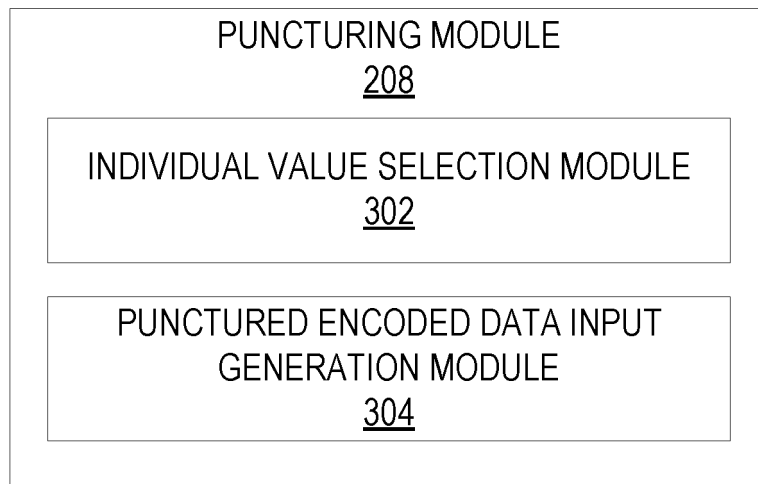 PUNCTURING MODULE
208
INDIVIDUAL VALUE SELECTION MODULE
302
PUNCTURED ENCODED DATA INPUT
GENERATION MODULE
304